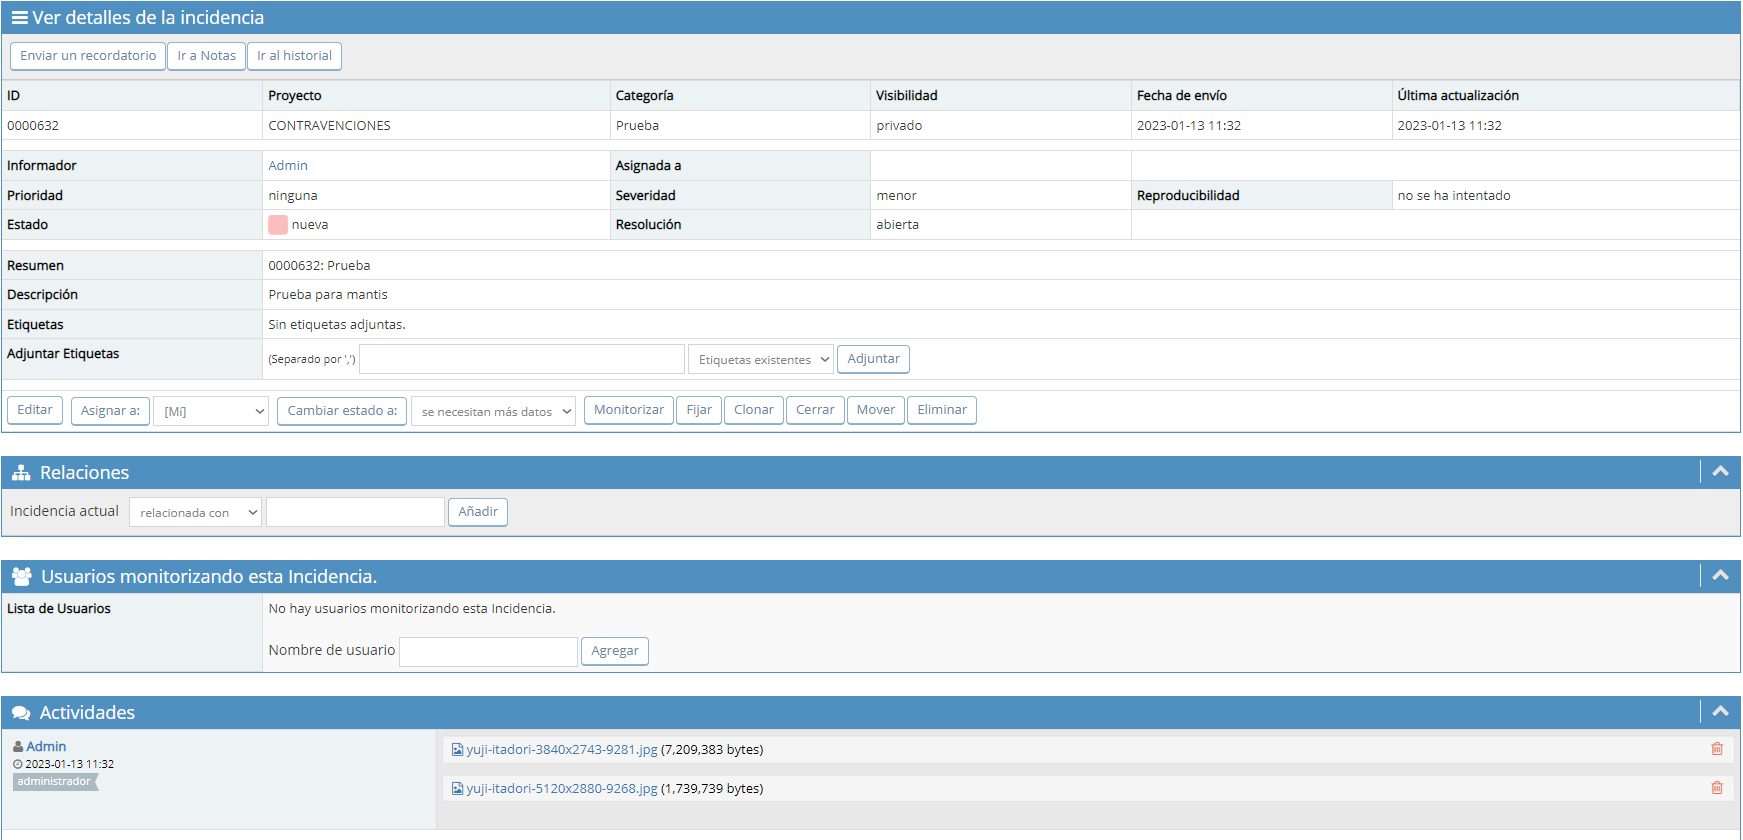 Ver detalles de la incidencia
Enviar un recordatorio Ir a Notas Ir al historial
ID Proyecto Categoría Visibilidad Fecha de envío Última actualización
0000632 CONTRAVENCIONES Prueba privado 2023-01-13 11:32 2023-01-13 11:32
Informador Admin Asignada a
Prioridad ninguna Severidad menor Reproducibilidad no se ha intentado
Estado nueva Resolución abierta
Resumen 0000632: Prueba
Descripción Prueba para mantis
Etiquetas Sin etiquetas adjuntas.
Adjuntar Etiquetas (Separado por ',') Etiquetas existentes Adjuntar
Editar Asignar a: [Mí] Cambiar estado a: se necesitan más datos Monitorizar Fijar Clonar Cerrar Mover Eliminar
Relaciones
Incidencia actual relacionada con Añadir
Usuarios monitorizando esta Incidencia.
Lista de Usuarios No hay usuarios monitorizando esta Incidencia.
Nombre de usuario Agregar
Actividades
Admin
2023-01-13 11:32
administrador
yuji-itadori-3840x2743-9281.jpg (7,209,383 bytes)
yuji-itadori-5120x2880-9268.jpg (1,739,739 bytes)